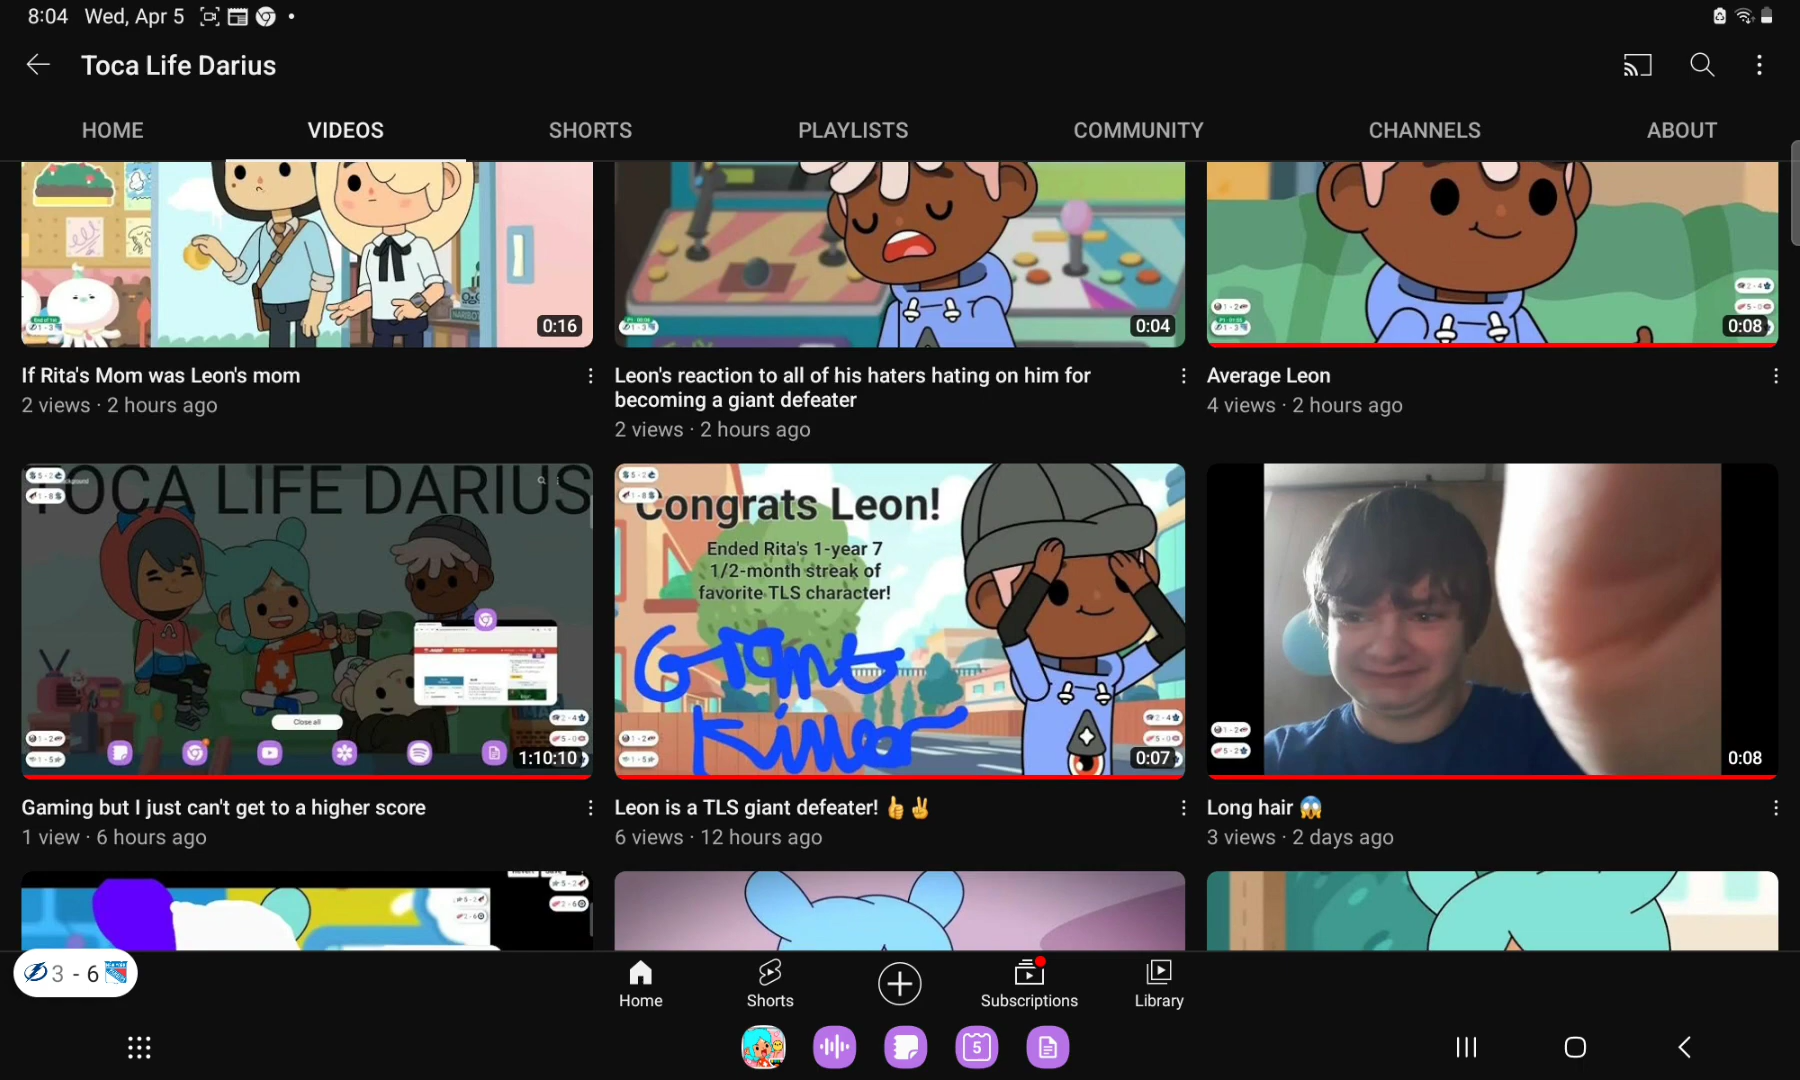 8:04 Wed, Apr 5
Toca Life Darius
HOME VIDEOS SHORTS PLAYLISTS COMMUNITY CHANNELS ABOUT
0:16
0:04
0:08
If Rita's Mom was Leon's mom
2 views · 2 hours ago
Leon's reaction to all of his haters hating on him for
becoming a giant defeater
2 views · 2 hours ago
Average Leon
4 views · 2 hours ago
TOCA LIFE DARIUS
Close all
1:10:10
Congrats Leon!
Ended Rita's 1-year 7
1/2-month streak of
favorite TLS character!
Giant
Killer
0:07
0:08
Gaming but I just can't get to a higher score
1 view · 6 hours ago
Leon is a TLS giant defeater! 👍✌️
6 views · 12 hours ago
Long hair 😱
3 views · 2 days ago
3 - 6
Home Shorts Subscriptions Library
5